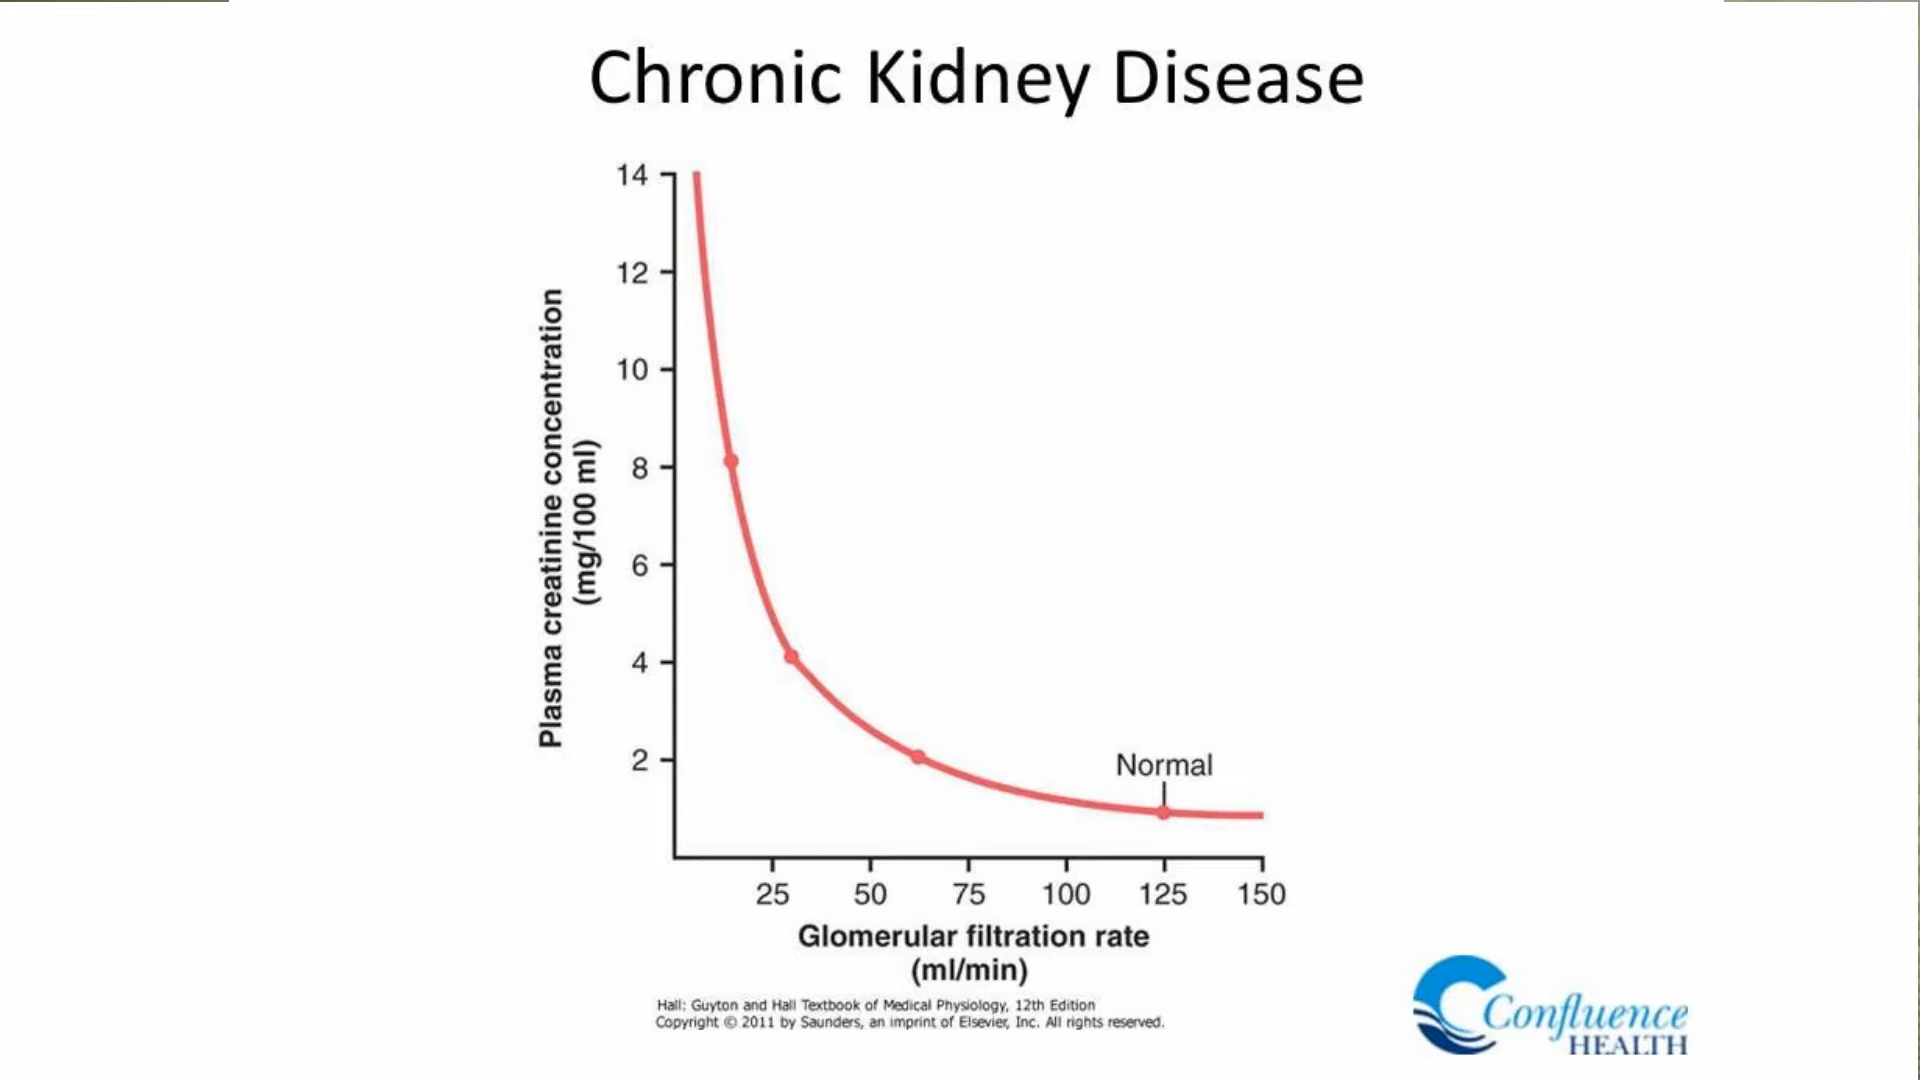 Chronic Kidney Disease
Plasma creatinine concentration
(mg/100 ml)
14
12
10
8
6
4
2
Normal
25 50 75 100 125 150
Glomerular filtration rate
(ml/min)
Hall: Guyton and Hall Textbook of Medical Physiology, 12th Edition
Copyright © 2011 by Saunders, an imprint of Elsevier, Inc. All rights reserved.
Confluence
HEALTH